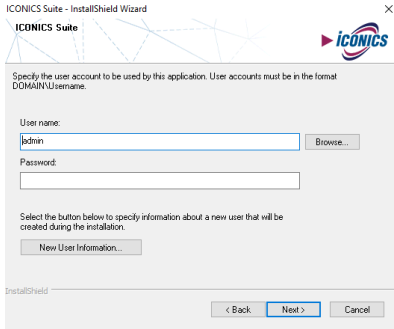 ICONICS Suite - InstallShield Wizard
ICONICS Suite
ICONICS
Specify the user account to be used by this application. User accounts must be in the format
DOMAIN\Username.
User name:
admin
Browse...
Password:
Select the button below to specify information about a new user that will be
created during the installation.
New User Information...
InstallShield
< Back
Next >
Cancel